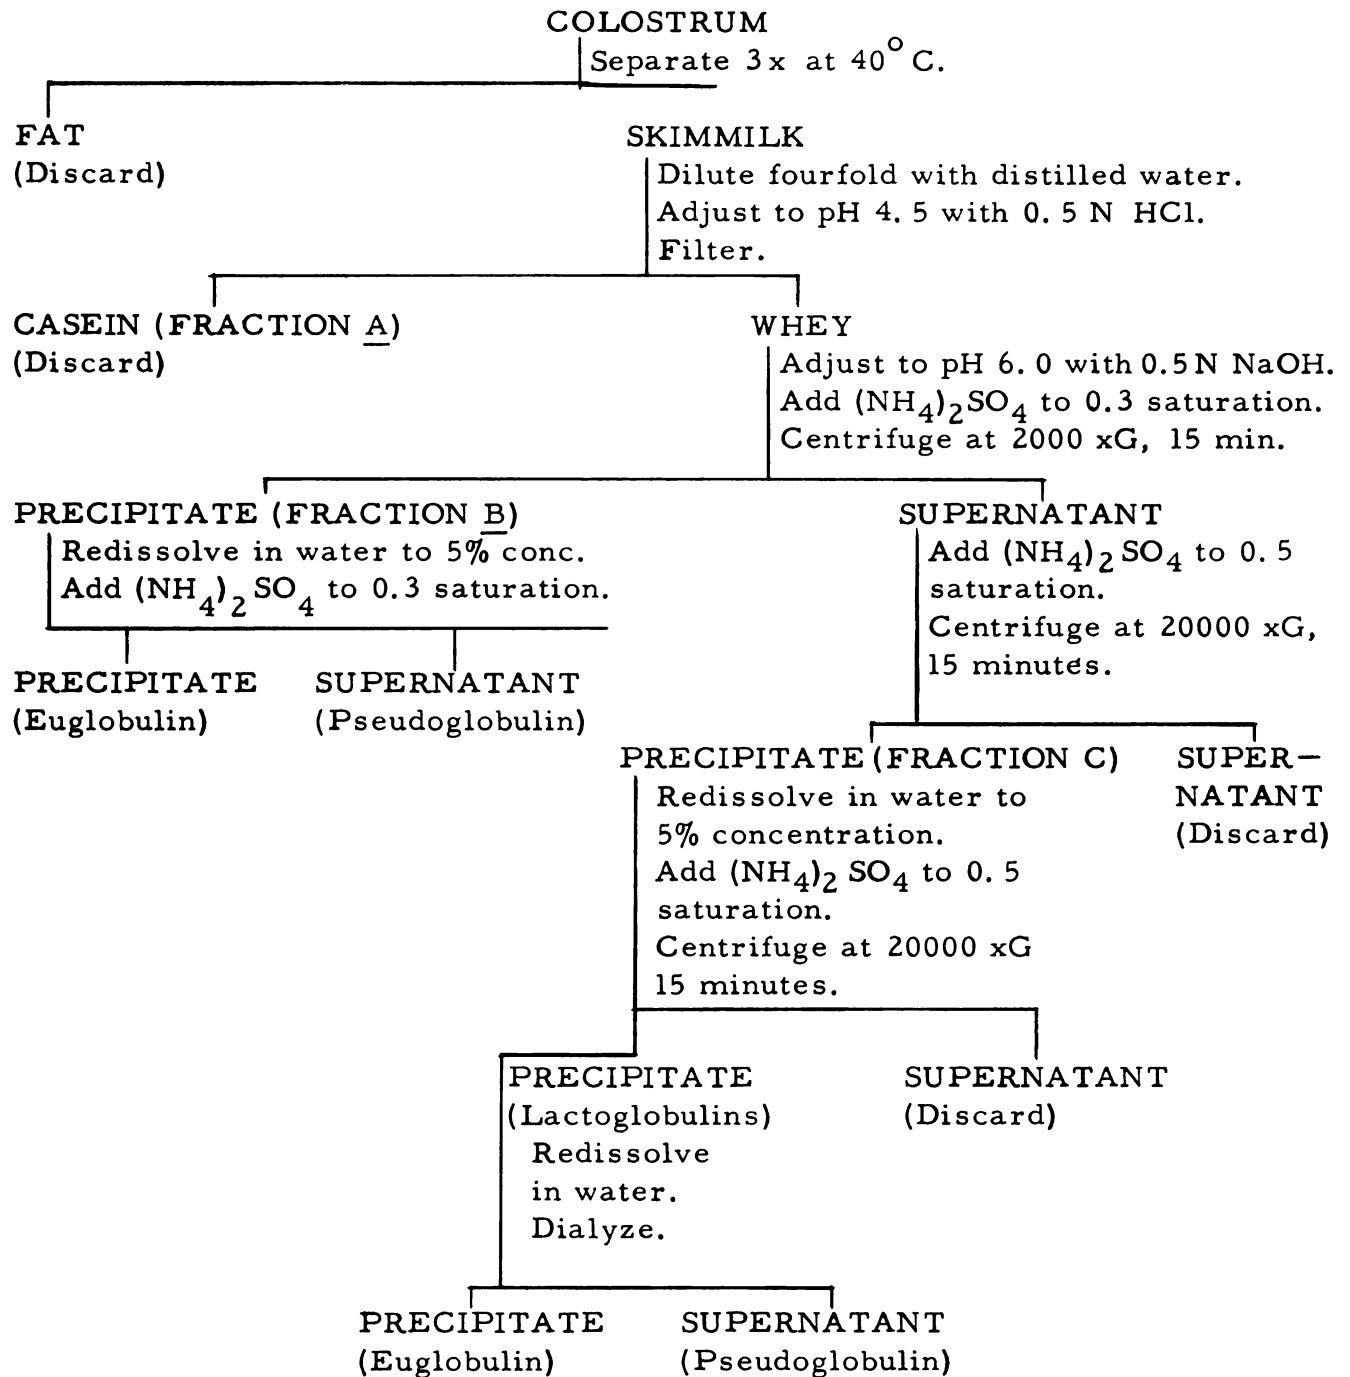 COLOSTRUM
Separate 3x at 40° C.
FAT
(Discard)
SKIMMILK
Dilute fourfold with distilled water.
Adjust to pH 4. 5 with 0. 5 N HCl.
Filter.
CASEIN (FRACTION A)
(Discard)
WHEY
Adjust to pH 6. 0 with 0.5N NaOH.
Add (NH4)2SO4 to 0.3 saturation.
Centrifuge at 2000 xG, 15 min.
PRECIPITATE (FRACTION B)
Redissolve in water to 5% conc.
Add (NH4)2 SO4 to 0.3 saturation.
PRECIPITATE
(Euglobulin)
SUPERNATANT
(Pseudoglobulin)
SUPERNATANT
Add (NH4)2 SO4 to 0. 5
saturation.
Centrifuge at 20000 xG,
15 minutes.
PRECIPITATE (FRACTION C)
Redissolve in water to
5% concentration.
Add (NH4)2 SO4 to 0. 5
saturation.
Centrifuge at 20000 xG
15 minutes.
SUPER-
NATANT
(Discard)
PRECIPITATE
(Lactoglobulins)
Redissolve
in water.
Dialyze.
SUPERNATANT
(Discard)
PRECIPITATE
(Euglobulin)
SUPERNATANT
(Pseudoglobulin)